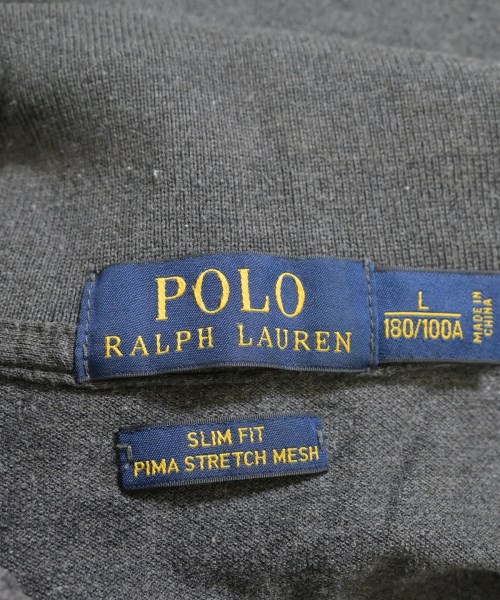 POLO
RALPH LAUREN
L
180/100A
MADE IN
CHINA
SLIM FIT
PIMA STRETCH MESH